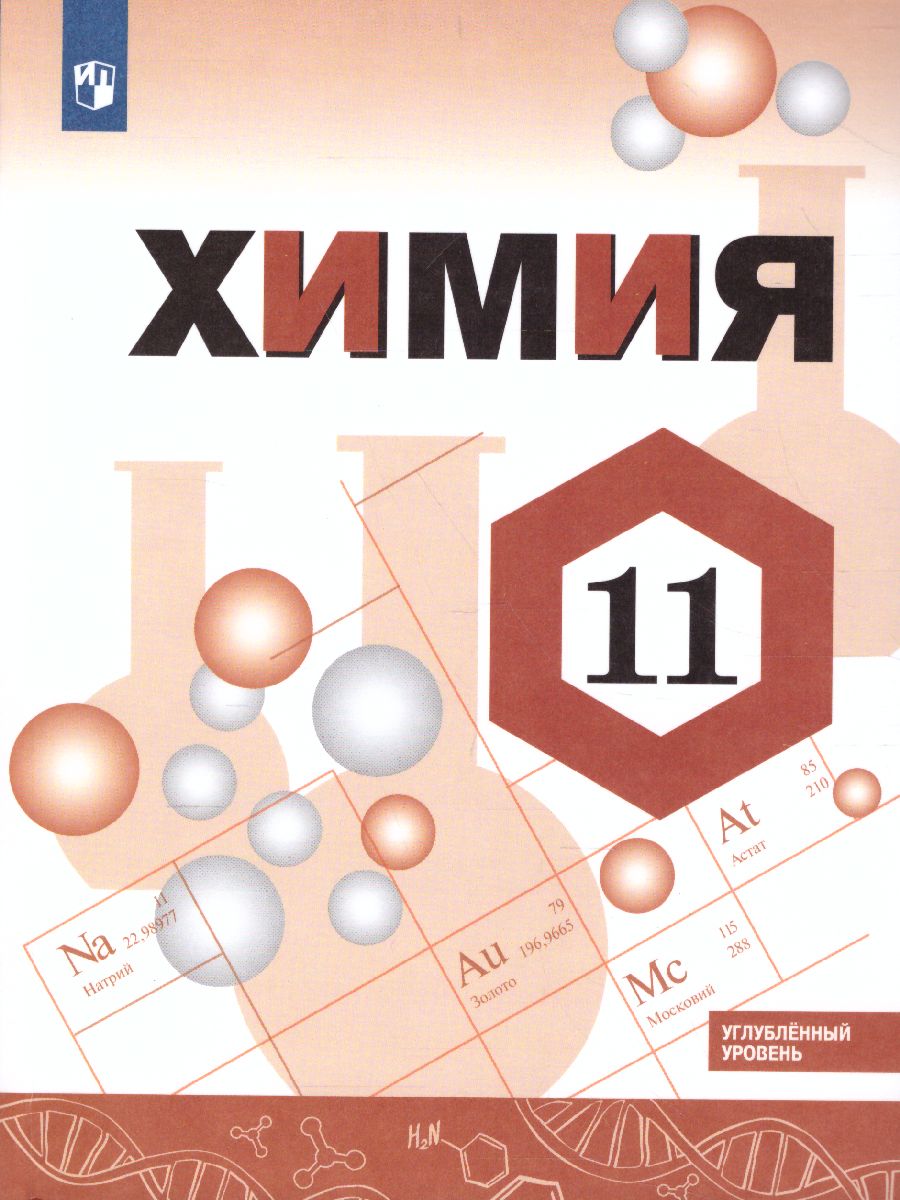 ИП
ХИМИЯ
11
85
210
At
Астат
11
22,98977
Na
Натрий
79
196,9665
Au
Золото
115
288
Mc
Московий
УГЛУБЛЁННЫЙ
УРОВЕНЬ
H₂N